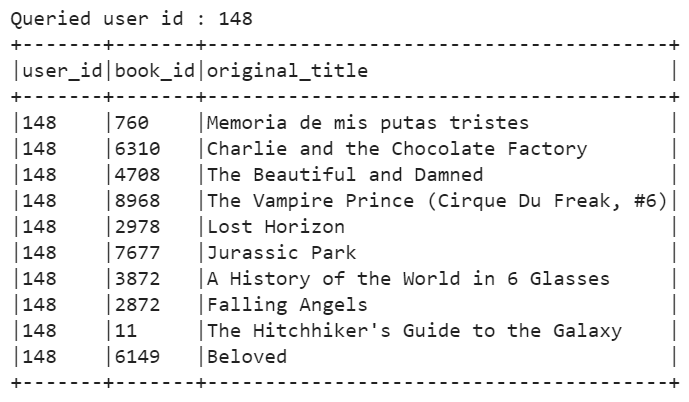 Queried user id : 148
+-------+-------+----------------------------------------+
|user_id|book_id|original_title                          |
+-------+-------+----------------------------------------+
|148    |760    |Memoria de mis putas tristes            |
|148    |6310   |Charlie and the Chocolate Factory       |
|148    |4708   |The Beautiful and Damned                |
|148    |8968   |The Vampire Prince (Cirque Du Freak, #6)|
|148    |2978   |Lost Horizon                            |
|148    |7677   |Jurassic Park                           |
|148    |3872   |A History of the World in 6 Glasses     |
|148    |2872   |Falling Angels                          |
|148    |11     |The Hitchhiker's Guide to the Galaxy    |
|148    |6149   |Beloved                                 |
+-------+-------+----------------------------------------+